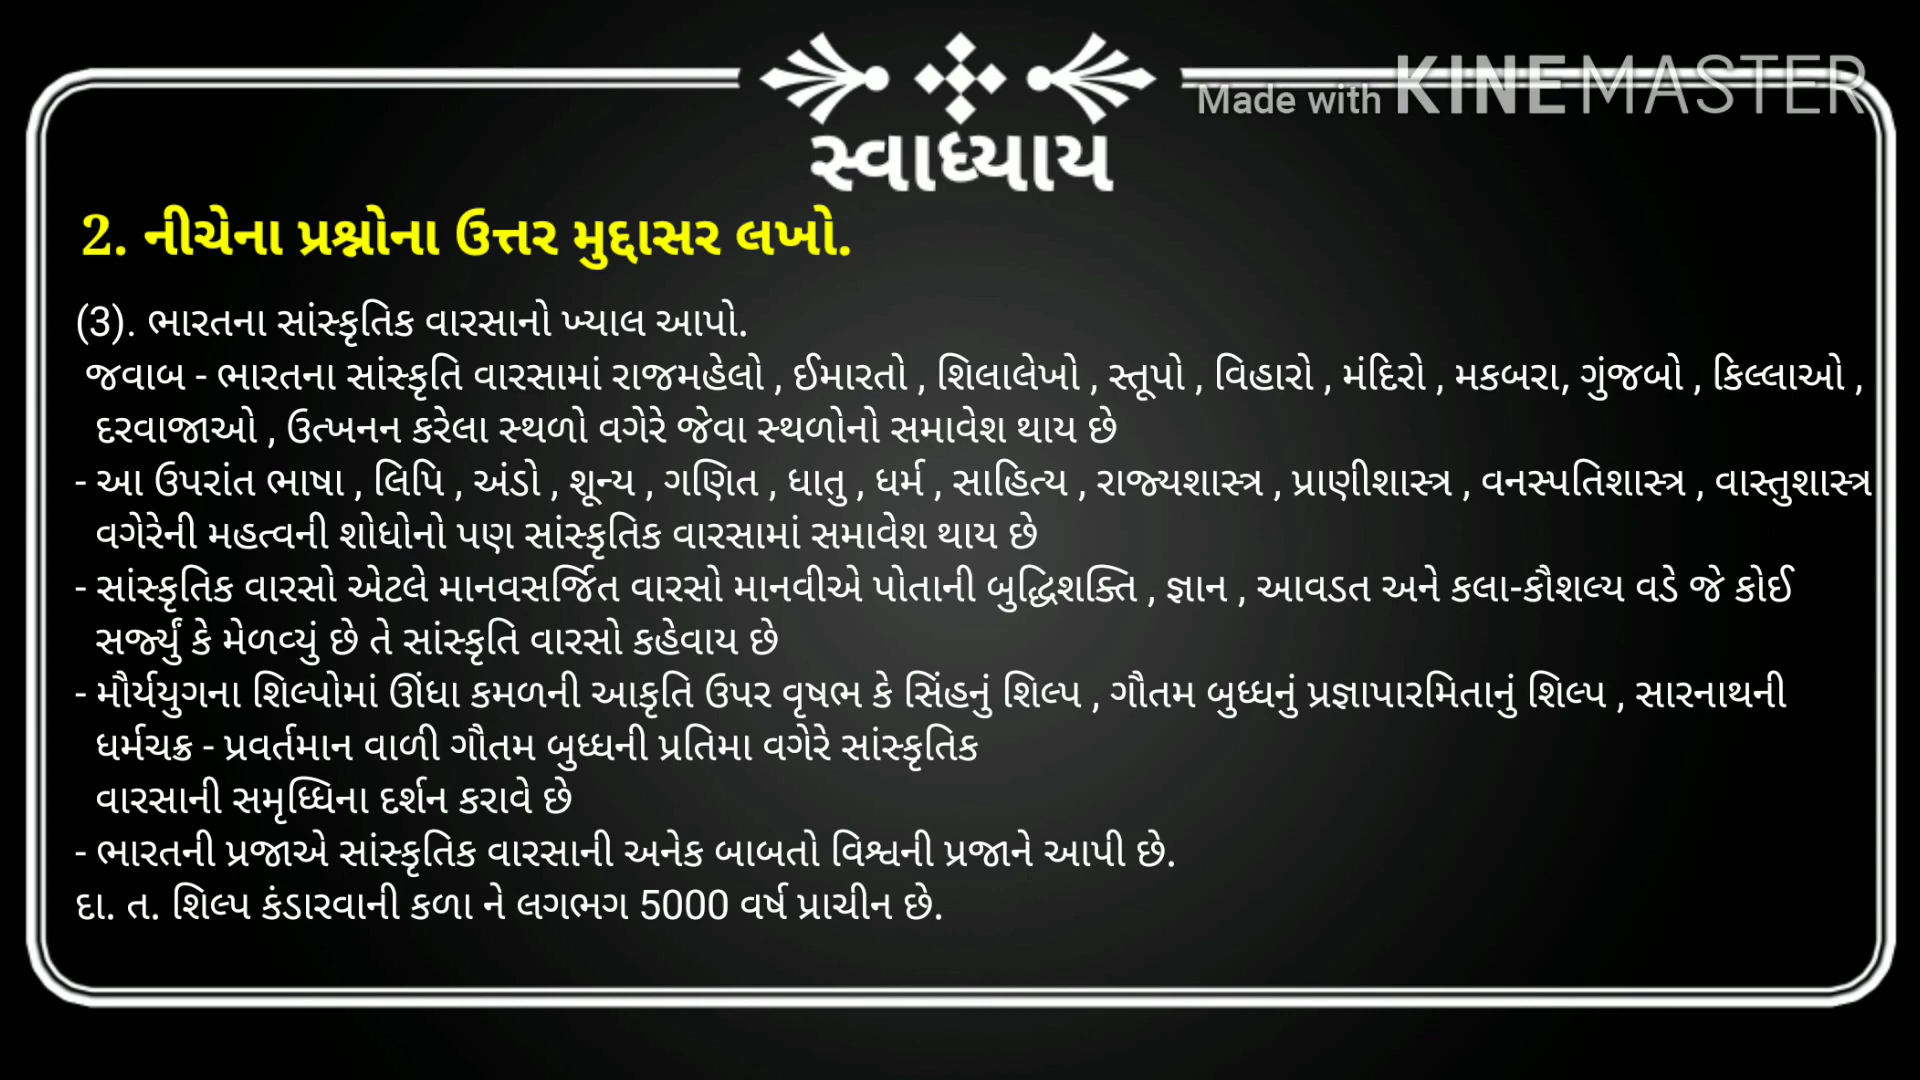 Made with KINEMASTER
સ્વાધ્યાય
2. નીચેના પ્રશ્નોના ઉત્તર મુદ્દાસર લખો.
(3). ભારતના સાંસ્કૃતિક વારસાનો ખ્યાલ આપો.
જવાબ - ભારતના સાંસ્કૃતિ વારસામાં રાજમહેલો , ઈમારતો , શિલાલેખો , સ્તૂપો , વિહારો , મંદિરો , મકબરા, ગુંજબો , કિલ્લાઓ ,
દરવાજાઓ , ઉત્ખનન કરેલા સ્થળો વગેરે જેવા સ્થળોનો સમાવેશ થાય છે
- આ ઉપરાંત ભાષા , લિપિ , અંડો , શૂન્ય , ગણિત , ધાતુ , ધર્મ , સાહિત્ય , રાજ્યશાસ્ત્ર , પ્રાણીશાસ્ત્ર , વનસ્પતિશાસ્ત્ર , વાસ્તુશાસ્ત્ર
વગેરેની મહત્વની શોધોનો પણ સાંસ્કૃતિક વારસામાં સમાવેશ થાય છે
- સાંસ્કૃતિક વારસો એટલે માનવસર્જિત વારસો માનવીએ પોતાની બુદ્ધિશક્તિ , જ્ઞાન , આવડત અને કલા-કૌશલ્ય વડે જે કોઈ
સર્જ્યું કે મેળવ્યું છે તે સાંસ્કૃતિ વારસો કહેવાય છે
- મૌર્યયુગના શિલ્પોમાં ઊંધા કમળની આકૃતિ ઉપર વૃષભ કે સિંહનું શિલ્પ , ગૌતમ બુધ્ધનું પ્રજ્ઞાપારમિતાનું શિલ્પ , સારનાથની
ધર્મચક્ર - પ્રવર્તમાન વાળી ગૌતમ બુધ્ધની પ્રતિમા વગેરે સાંસ્કૃતિક
વારસાની સમૃધ્ધિના દર્શન કરાવે છે
- ભારતની પ્રજાએ સાંસ્કૃતિક વારસાની અનેક બાબતો વિશ્વની પ્રજાને આપી છે.
દા. ત. શિલ્પ કંડારવાની કળા ને લગભગ 5000 વર્ષ પ્રાચીન છે.